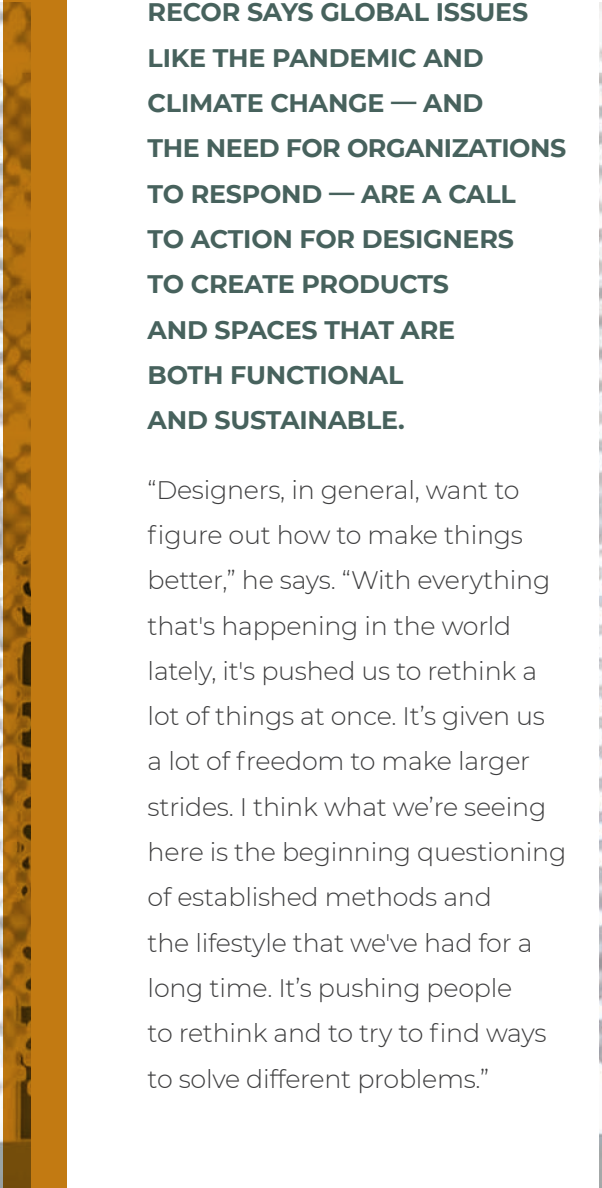 RECOR SAYS GLOBAL ISSUES
LIKE THE PANDEMIC AND
CLIMATE CHANGE — AND
THE NEED FOR ORGANIZATIONS
TO RESPOND — ARE A CALL
TO ACTION FOR DESIGNERS
TO CREATE PRODUCTS
AND SPACES THAT ARE
BOTH FUNCTIONAL
AND SUSTAINABLE.
“Designers, in general, want to
figure out how to make things
better,” he says. “With everything
that's happening in the world
lately, it's pushed us to rethink a
lot of things at once. It’s given us
a lot of freedom to make larger
strides. I think what we’re seeing
here is the beginning questioning
of established methods and
the lifestyle that we've had for a
long time. It’s pushing people
to rethink and to try to find ways
to solve different problems.”